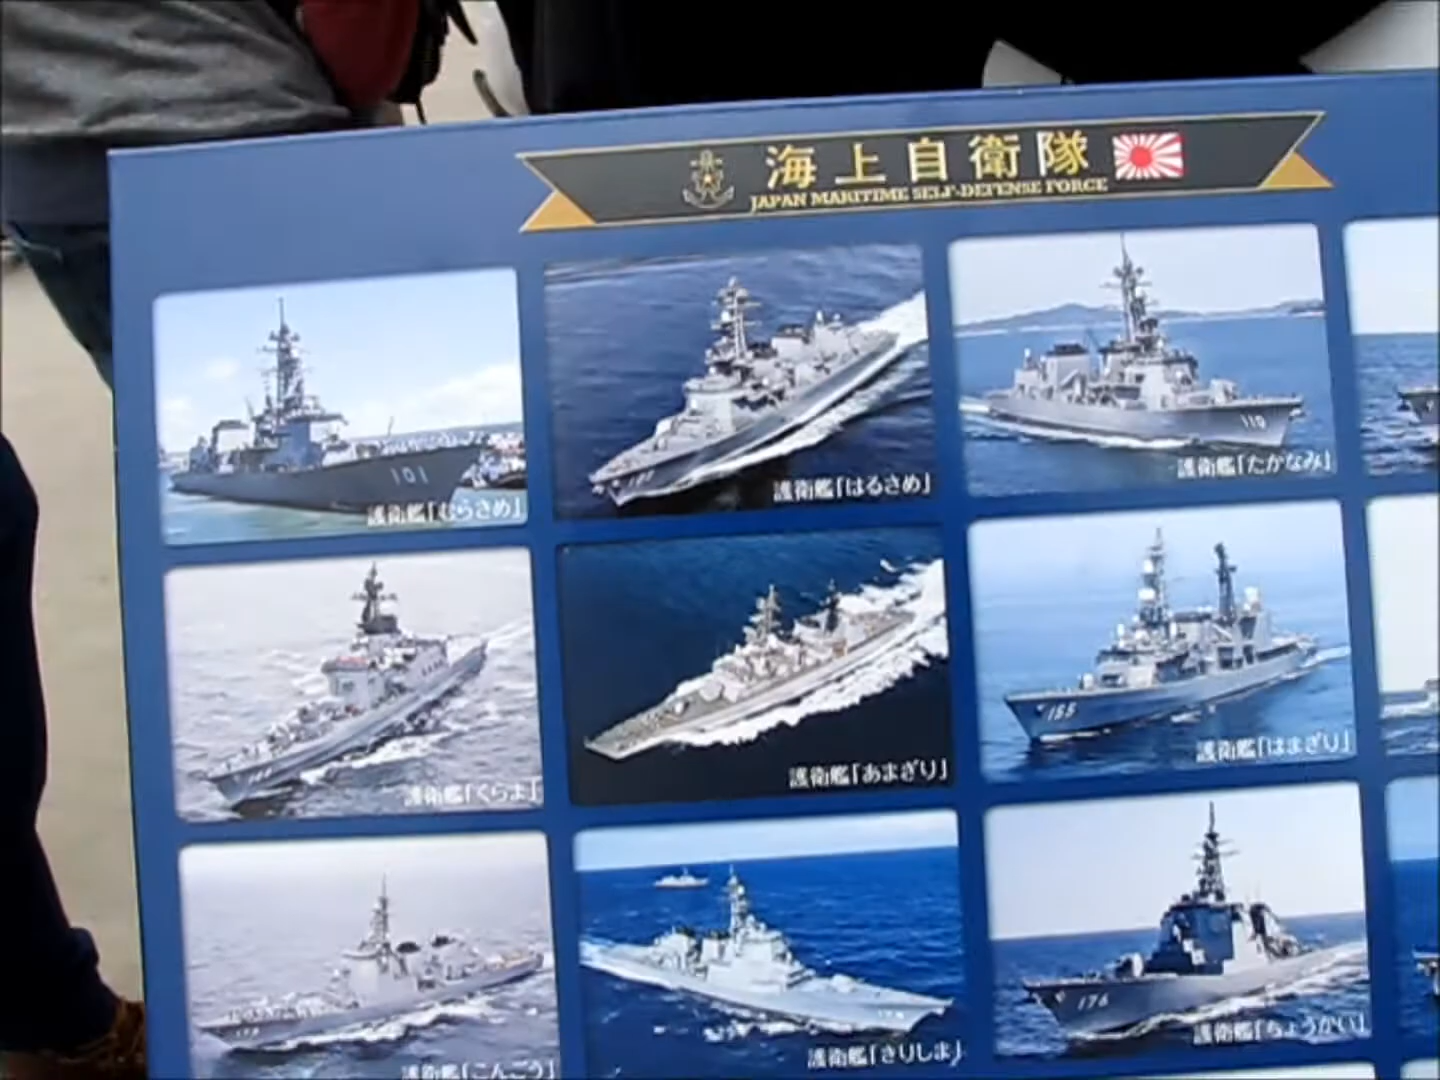 海上自衛隊
JAPAN MARITIME SELF-DEFENSE FORCE
101
護衛艦「むらさめ」
護衛艦「はるさめ」
110
護衛艦「たかなみ」
護衛艦「くらま」
護衛艦「あまぎり」
155
護衛艦「はまぎり」
護衛艦「こんごう」
護衛艦「きりしま」
176
護衛艦「ちょうかい」